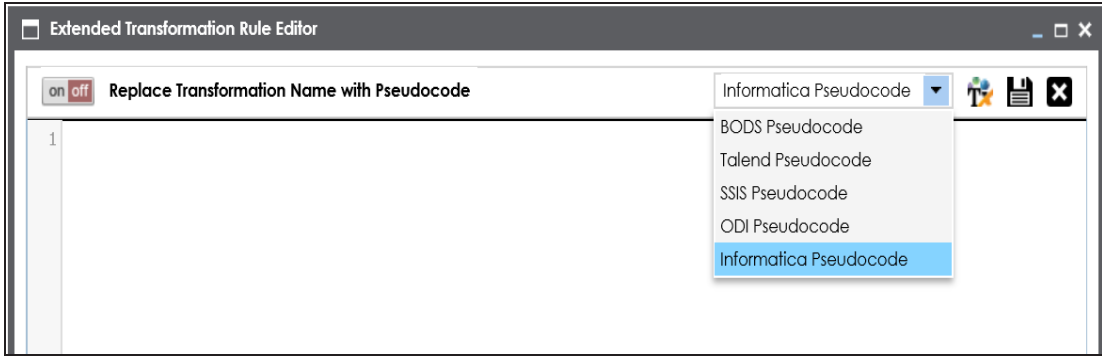 Extended Transformation Rule Editor
on off Replace Transformation Name with Pseudocode Informatica Pseudocode
1
BODS Pseudocode
Talend Pseudocode
SSIS Pseudocode
ODI Pseudocode
Informatica Pseudocode